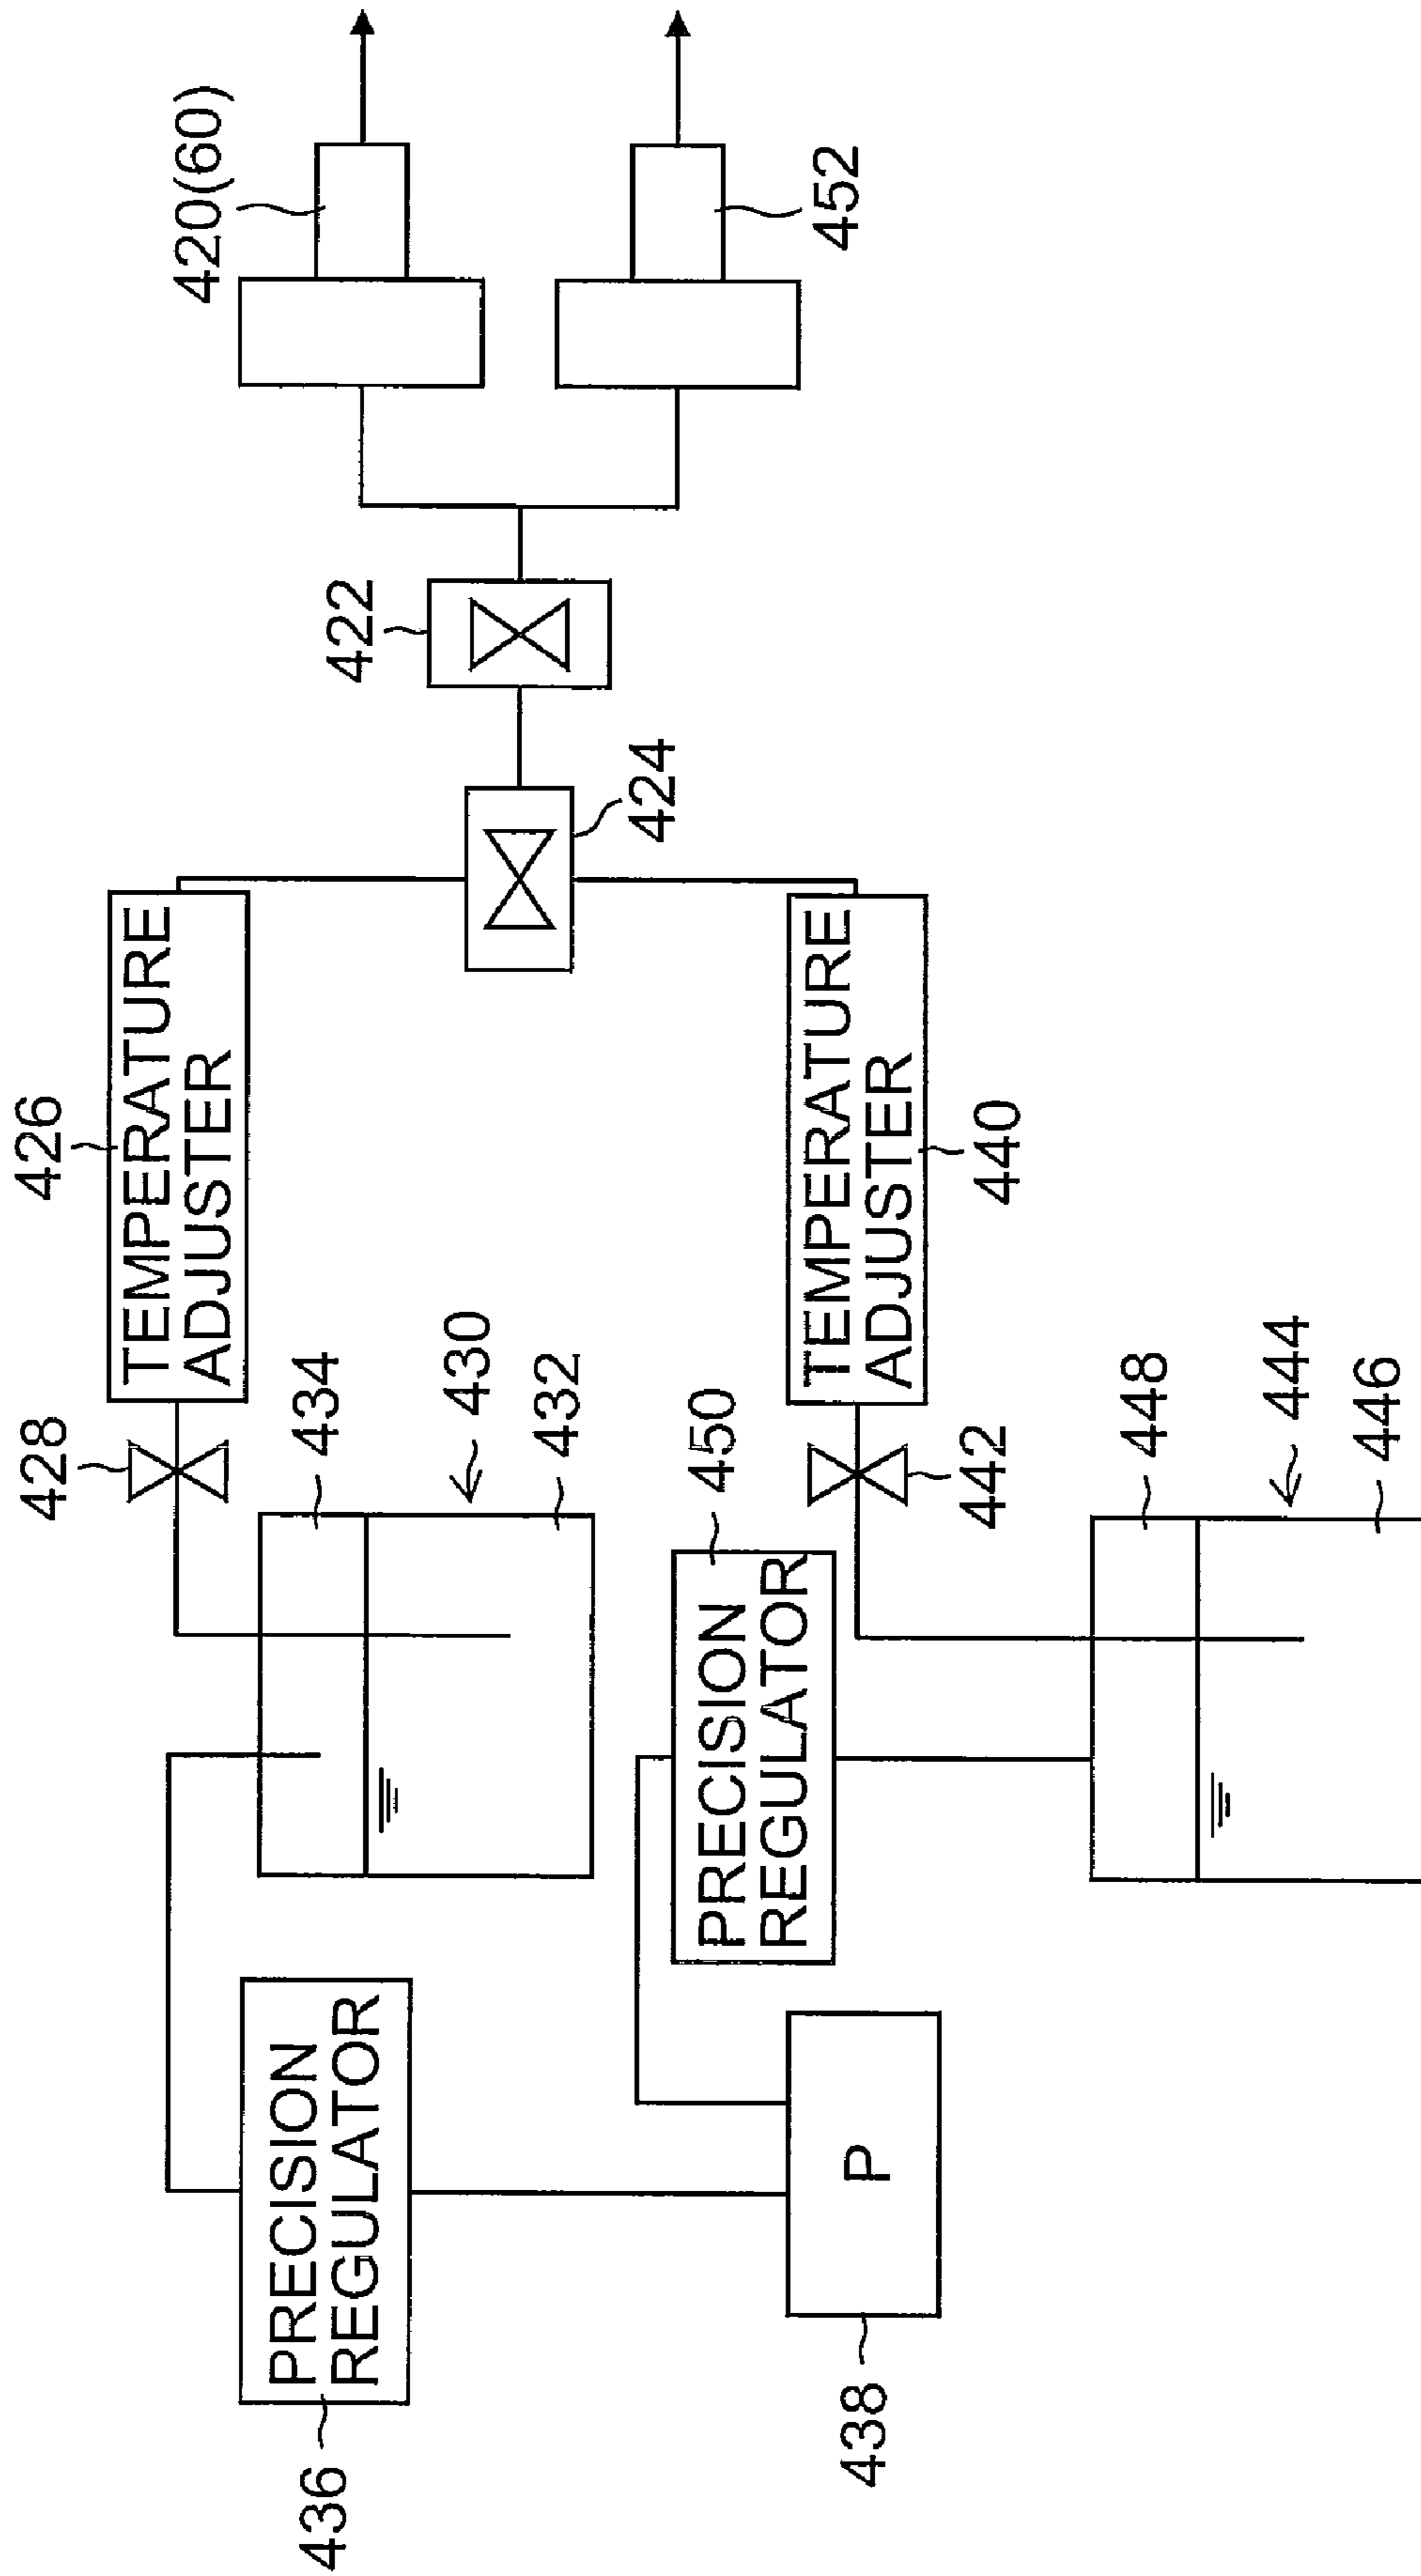 436
PRECISION
REGULATOR
438
P
428
426
TEMPERATURE
ADJUSTER
434
430
432
450
PRECISION
REGULATOR
442
TEMPERATURE
ADJUSTER
440
448
444
446
424
422
420(60)
452